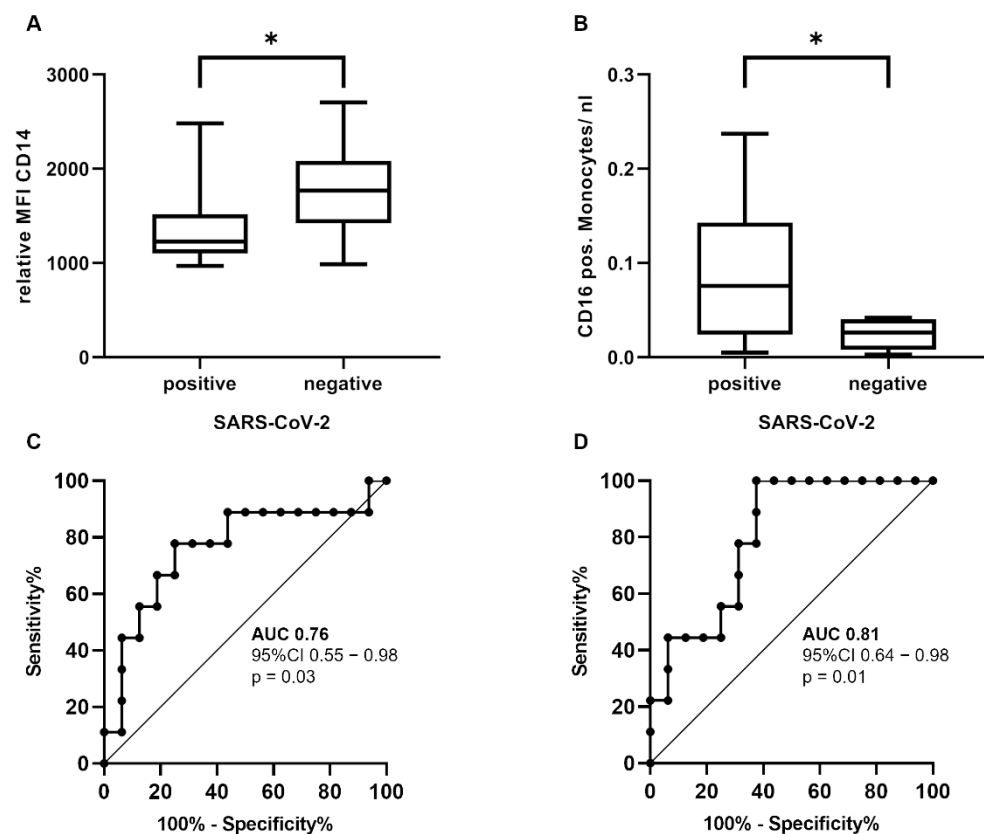 A
*
3000
2000
1000
0
relative MFI CD14
positive
negative
SARS-CoV-2
B
*
0.3
0.2
0.1
0.0
CD16 pos. Monocytes/ nl
positive
negative
SARS-CoV-2
C
100
80
60
40
20
0
Sensitivity%
AUC 0.76
95%CI 0.55 – 0.98
p = 0.03
0 20 40 60 80 100
100% - Specificity%
D
100
80
60
40
20
0
Sensitivity%
AUC 0.81
95%CI 0.64 – 0.98
p = 0.01
0 20 40 60 80 100
100% - Specificity%